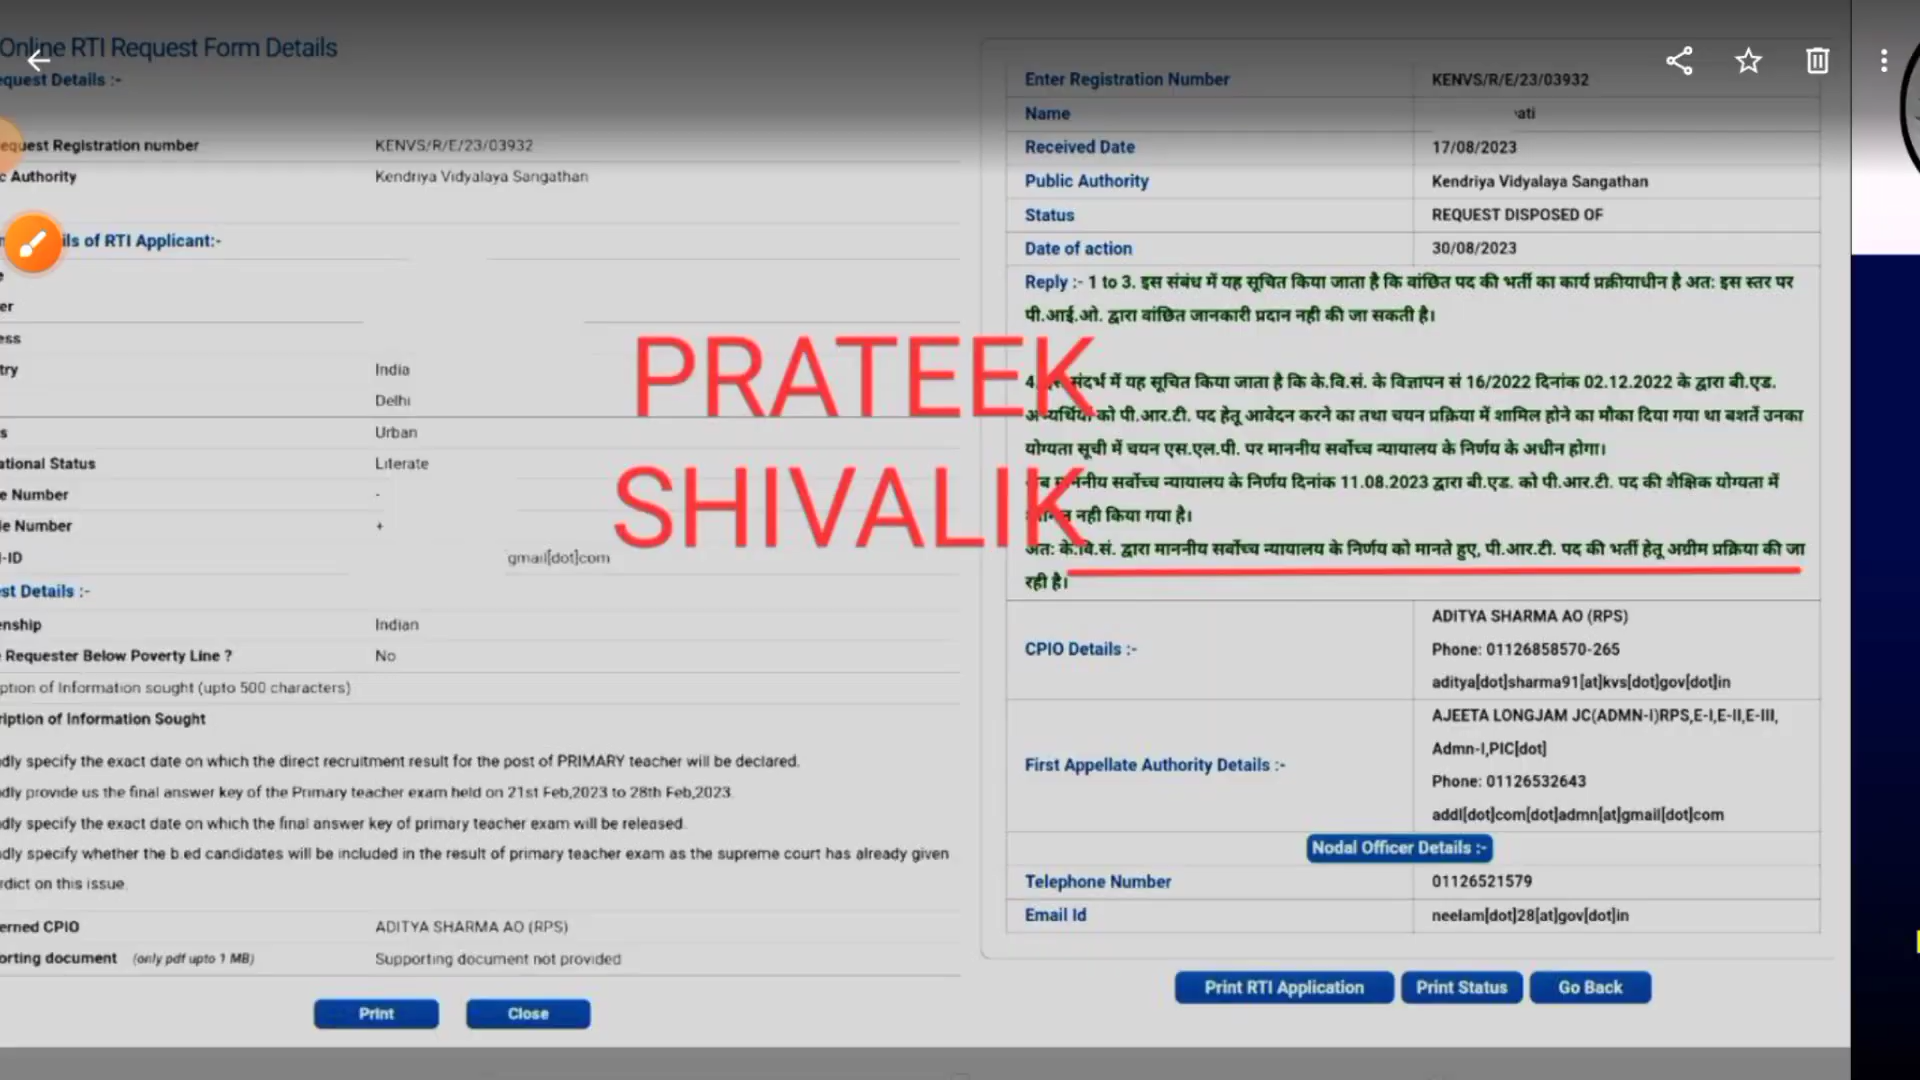 Online RTI Request Form Details
equest Details :-
equest Registration number KENVS/R/E/23/03932
c Authority Kendriya Vidyalaya Sangathan
ils of RTI Applicant:-
e
er
ess
try India
Delhi
s Urban
ational Status Literate
e Number -
le Number +
l-ID gmail[dot]com
st Details :-
enship Indian
Requester Below Poverty Line ? No
ption of Information sought (upto 500 characters)
ription of Information Sought
dly specify the exact date on which the direct recruitment result for the post of PRIMARY teacher will be declared.
dly provide us the final answer key of the Primary teacher exam held on 21st Feb,2023 to 28th Feb,2023.
dly specify the exact date on which the final answer key of primary teacher exam will be released.
dly specify whether the b.ed candidates will be included in the result of primary teacher exam as the supreme court has already given
rdict on this issue.
erned CPIO ADITYA SHARMA AO (RPS)
orting document (only pdf upto 1 MB) Supporting document not provided
Print Close
PRATEEK
SHIVALIK
Enter Registration Number KENVS/R/E/23/03932
Name ati
Received Date 17/08/2023
Public Authority Kendriya Vidyalaya Sangathan
Status REQUEST DISPOSED OF
Date of action 30/08/2023
Reply :- 1 to 3. इस संबंध में यह सूचित किया जाता है कि वांछित पद की भर्ती का कार्य प्रक्रीयाधीन है अत: इस स्तर पर
पी.आई.ओ. द्वारा वांछित जानकारी प्रदान नही की जा सकती है।
4. संदर्भ में यह सूचित किया जाता है कि के.वि.सं. के विज्ञापन सं 16/2022 दिनांक 02.12.2022 के द्वारा बी.एड.
को पी.आर.टी. पद हेतू आवेदन करने का तथा चयन प्रक्रिया में शामिल होने का मौका दिया गया था बशर्ते उनका
योग्यता सूची में चयन एस.एल.पी. पर माननीय सर्वोच्च न्यायालय के निर्णय के अधीन होगा।
माननीय सर्वोच्च न्यायालय के निर्णय दिनांक 11.08.2023 द्वारा बी.एड. को पी.आर.टी. पद की शैक्षिक योग्यता में
नही किया गया है।
अत: के.वि.सं. द्वारा माननीय सर्वोच्च न्यायालय के निर्णय को मानते हुए, पी.आर.टी. पद की भर्ती हेतू अग्रीम प्रक्रिया की जा
रही है।
CPIO Details :- ADITYA SHARMA AO (RPS)
Phone: 01126858570-265
aditya[dot]sharma91[at]kvs[dot]gov[dot]in
First Appellate Authority Details :- AJEETA LONGJAM JC(ADMN-I)RPS,E-I,E-II,E-III,
Admn-I,PIC[dot]
Phone: 01126532643
addl[dot]com[dot]admn[at]gmail[dot]com
Nodal Officer Details :-
Telephone Number 01126521579
Email Id neelam[dot]28[at]gov[dot]in
Print RTI Application Print Status Go Back